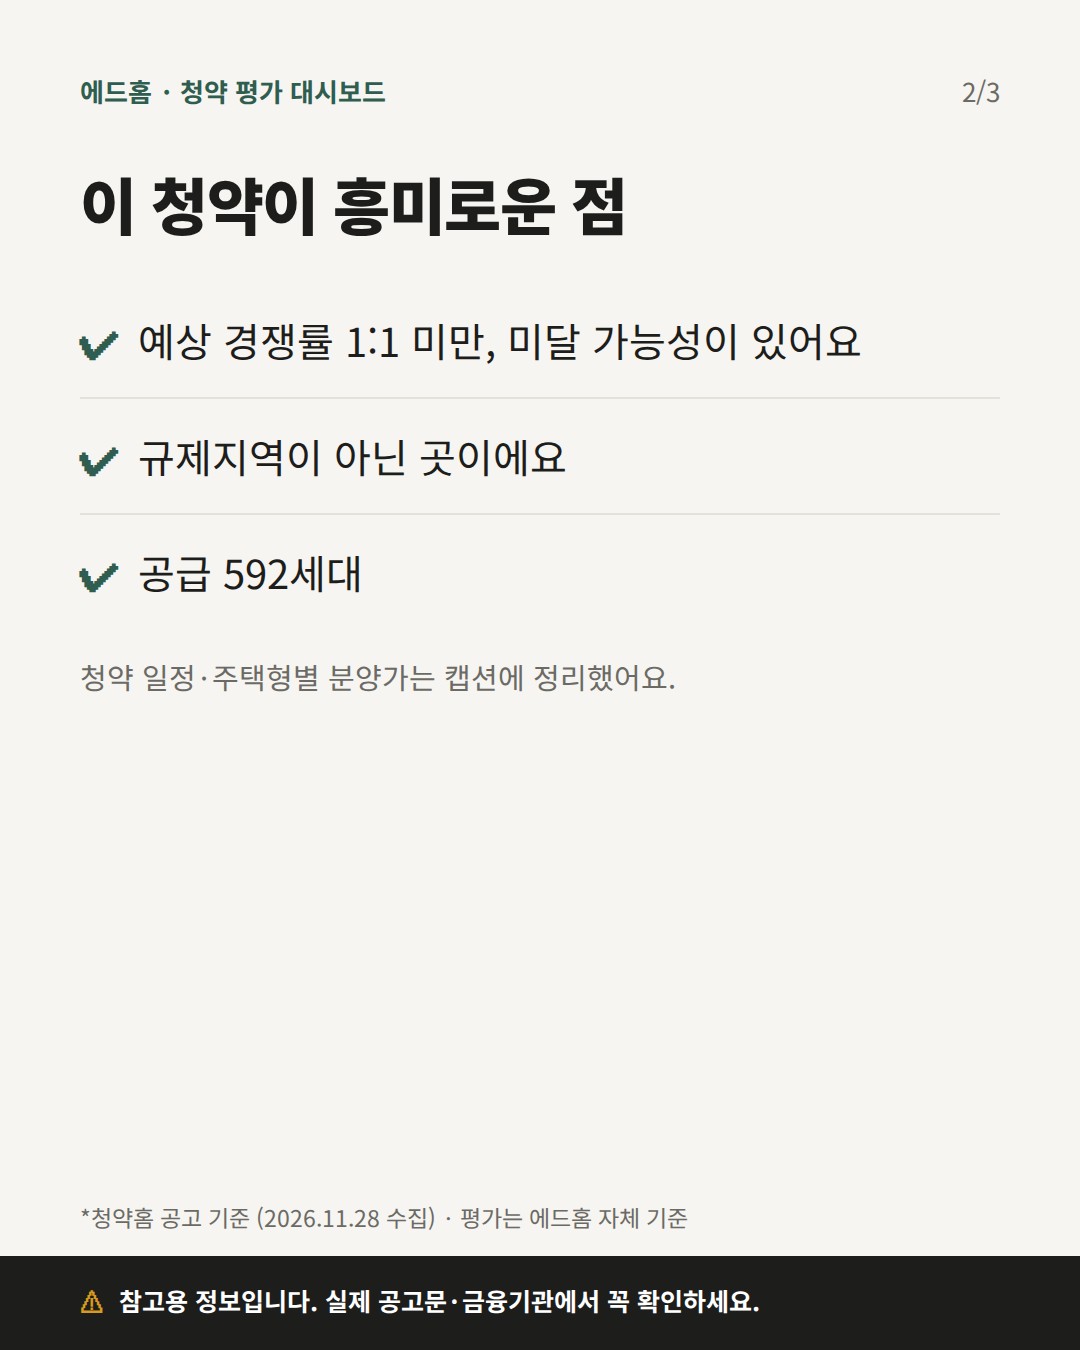 에드홈 · 청약 평가 대시보드
2/3
이 청약이 흥미로운 점
✔ 예상 경쟁률 1:1 미만, 미달 가능성이 있어요
✔ 규제지역이 아닌 곳이에요
✔ 공급 592세대
청약 일정·주택형별 분양가는 캡션에 정리했어요.
*청약홈 공고 기준 (2026.11.28 수집) · 평가는 에드홈 자체 기준
⚠ 참고용 정보입니다. 실제 공고문·금융기관에서 꼭 확인하세요.